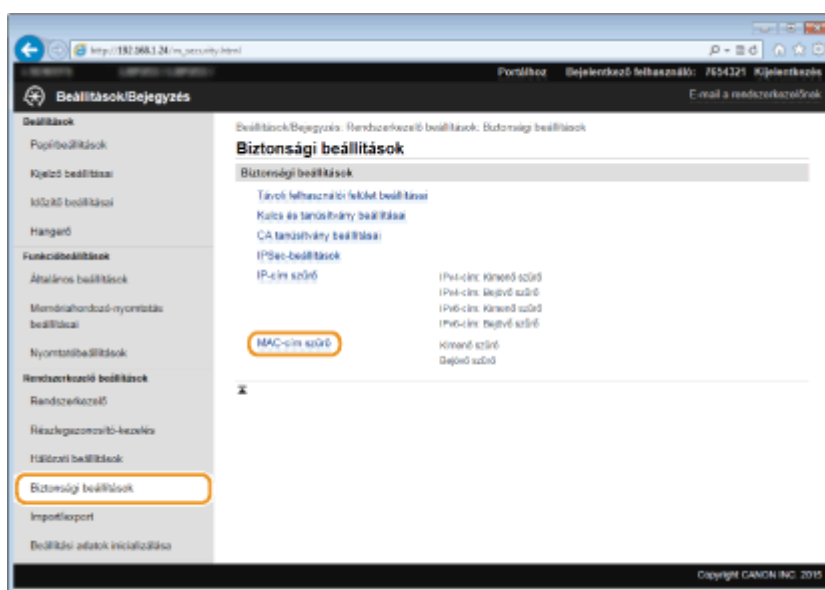 http://192.168.1.24/m_security.html
Portálhoz Bejelentkező felhasználó: 7654321 Kijelentkezés
Beállítások/Bejegyzés
E-mail a rendszerkezelőnek
Beállítások
Papírbeállítások
Kijelző beállításai
Időzítő beállításai
Hangerő
Funkcióbeállítások
Általános beállítások
Memóriahordozó-nyomtatás
beállításai
Nyomtatóbeállítások
Rendszerkezelő beállítások
Rendszerkezelő
Részlegazonosító-kezelés
Hálózati beállítások
Biztonsági beállítások
Import/export
Beállítási adatok inicializálása
Beállítások/Bejegyzés: Rendszerkezelő beállítások: Biztonsági beállítások
Biztonsági beállítások
Biztonsági beállítások
Távoli felhasználói felület beállításai
Kulcs és tanúsítvány beállításai
CA tanúsítvány beállításai
IPSec-beállítások
IP-cím szűrő
IPv4-cím: Kimenő szűrő
IPv4-cím: Bejövő szűrő
IPv6-cím: Kimenő szűrő
IPv6-cím: Bejövő szűrő
MAC-cím szűrő
Kimenő szűrő
Bejövő szűrő
Copyright CANON INC. 2015